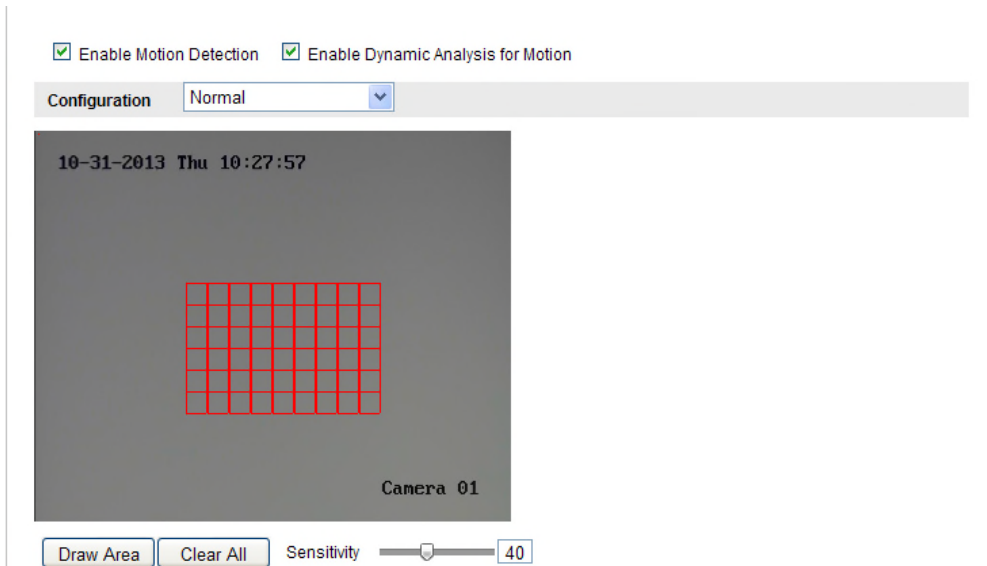 Enable Motion Detection Enable Dynamic Analysis for Motion
Configuration Normal
10-31-2013 Thu 10:27:57
Camera 01
Draw Area Clear All Sensitivity 40